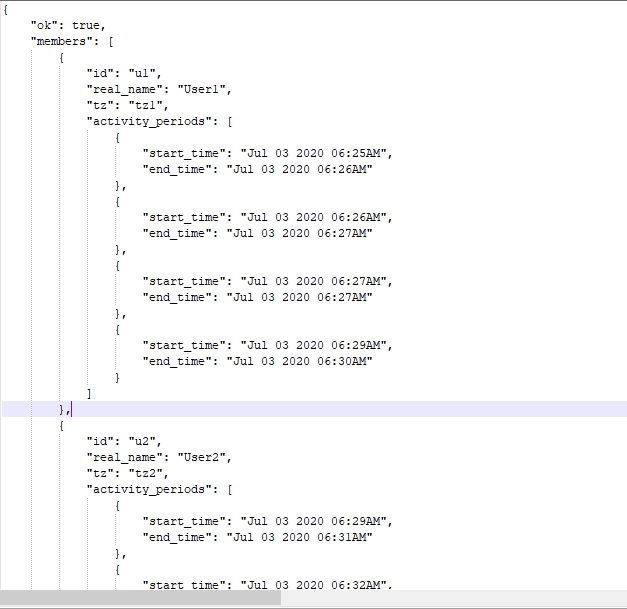 {
    "ok": true,
    "members": [
        {
            "id": "u1",
            "real_name": "User1",
            "tz": "tz1",
            "activity_periods": [
                {
                    "start_time": "Jul 03 2020 06:25AM",
                    "end_time": "Jul 03 2020 06:26AM"
                },
                {
                    "start_time": "Jul 03 2020 06:26AM",
                    "end_time": "Jul 03 2020 06:27AM"
                },
                {
                    "start_time": "Jul 03 2020 06:27AM",
                    "end_time": "Jul 03 2020 06:27AM"
                },
                {
                    "start_time": "Jul 03 2020 06:29AM",
                    "end_time": "Jul 03 2020 06:30AM"
                }
            ]
        },
        {
            "id": "u2",
            "real_name": "User2",
            "tz": "tz2",
            "activity_periods": [
                {
                    "start_time": "Jul 03 2020 06:29AM",
                    "end_time": "Jul 03 2020 06:31AM"
                },
                {
                    "start_time": "Jul 03 2020 06:32AM",